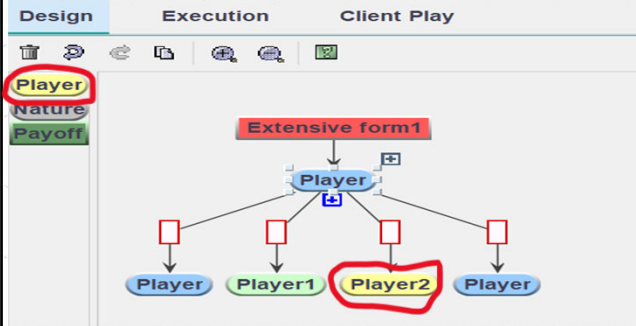 Design Execution Client Play
Player
Nature
Payoff
Extensive form1
Player
Player Player1 Player2 Player